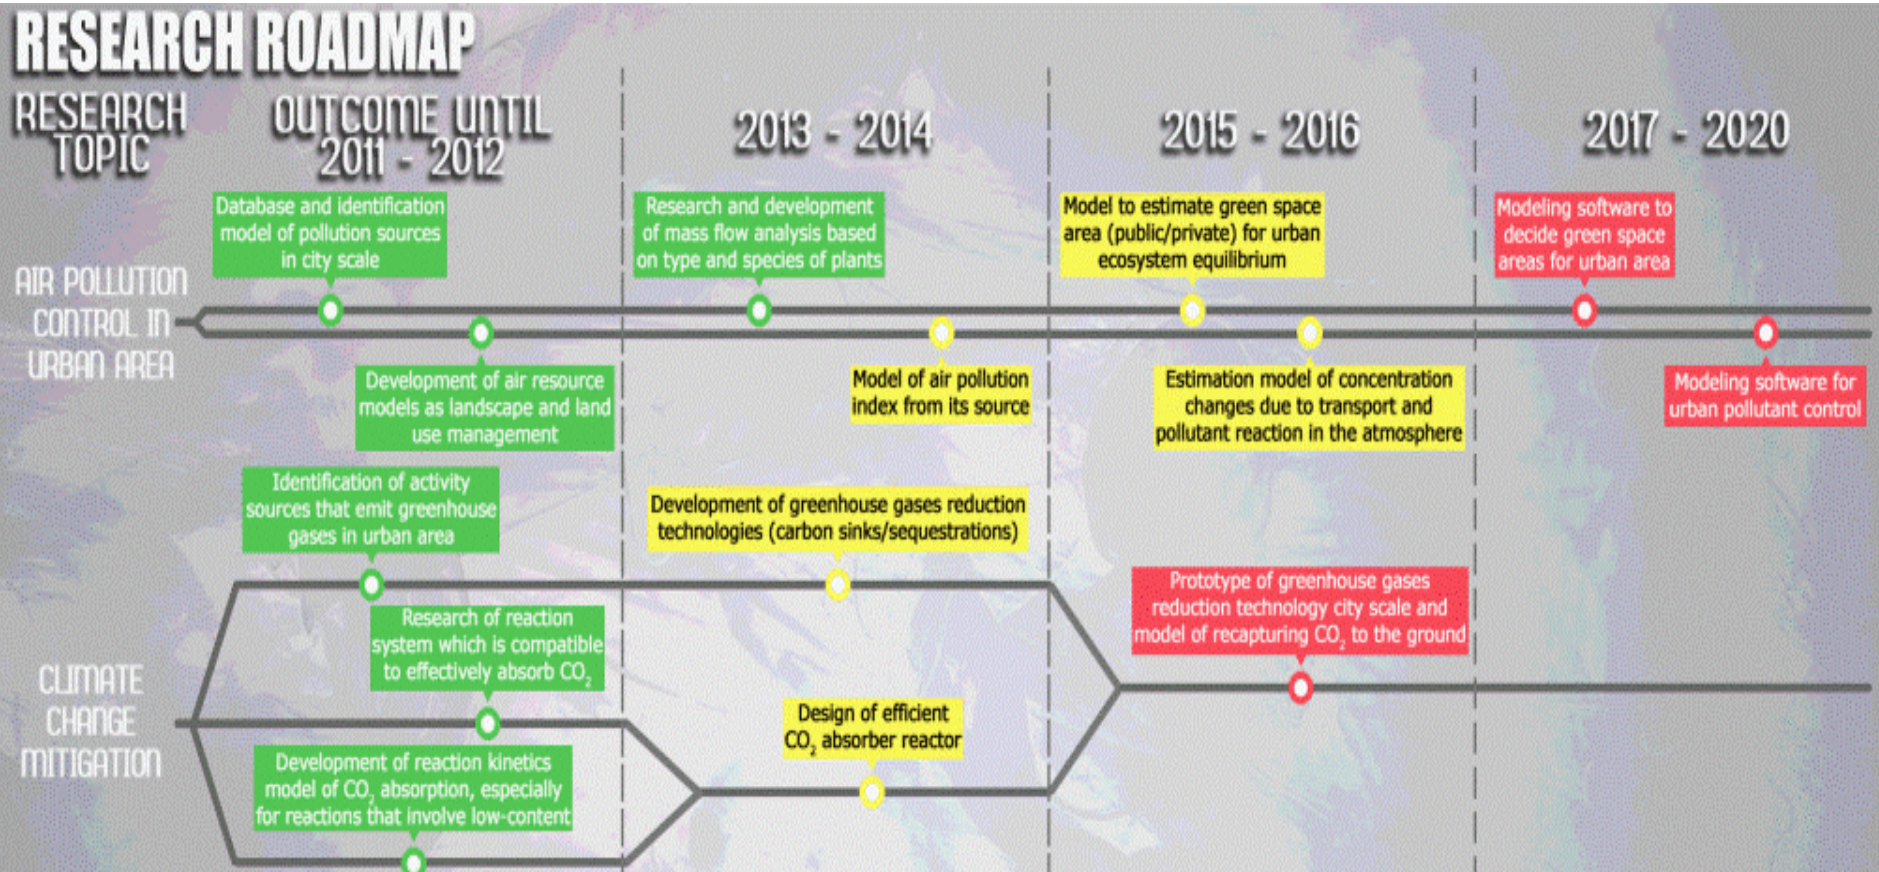 RESEARCH ROADMAP
RESEARCH
TOPIC
OUTCOME UNTIL
2011 - 2012
2013 - 2014
2015 - 2016
2017 - 2020
AIR POLLUTION
CONTROL IN
URBAN AREA
Database and identification
model of pollution sources
in city scale
Development of air resource
models as landscape and land
use management
Research and development
of mass flow analysis based
on type and species of plants
Model of air pollution
index from its source
Model to estimate green space
area (public/private) for urban
ecosystem equilibrium
Estimation model of concentration
changes due to transport and
pollutant reaction in the atmosphere
Modeling software to
decide green space
areas for urban area
Modeling software for
urban pollutant control
CLIMATE
CHANGE
MITIGATION
Identification of activity
sources that emit greenhouse
gases in urban area
Research of reaction
system which is compatible
to effectively absorb CO₂
Development of reaction kinetics
model of CO₂ absorption, especially
for reactions that involve low-content
Development of greenhouse gases reduction
technologies (carbon sinks/sequestrations)
Design of efficient
CO₂ absorber reactor
Prototype of greenhouse gases
reduction technology city scale and
model of recapturing CO₂ to the ground